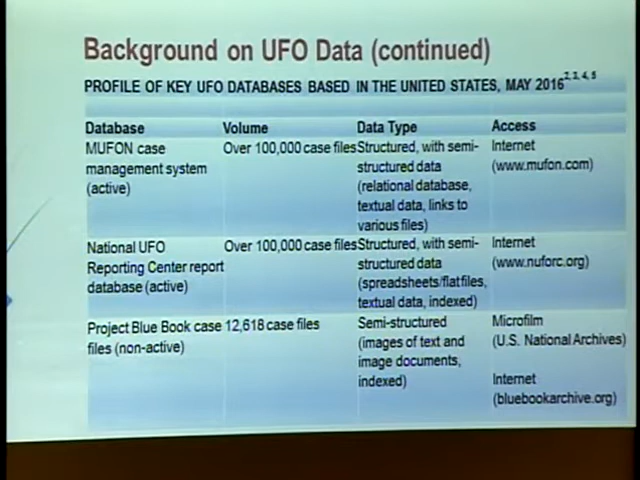 Background on UFO Data (continued)
PROFILE OF KEY UFO DATABASES BASED IN THE UNITED STATES, MAY 2016 2, 3, 4, 5
Database Volume Data Type Access
MUFON case management system (active) Over 100,000 case files Structured, with semi-structured data (relational database, textual data, links to various files) Internet (www.mufon.com)
National UFO Reporting Center report database (active) Over 100,000 case files Structured, with semi-structured data (spreadsheets/flat files, textual data, indexed) Internet (www.nuforc.org)
Project Blue Book case files (non-active) 12,618 case files Semi-structured (images of text and image documents, indexed) Microfilm (U.S. National Archives) Internet (bluebookarchive.org)